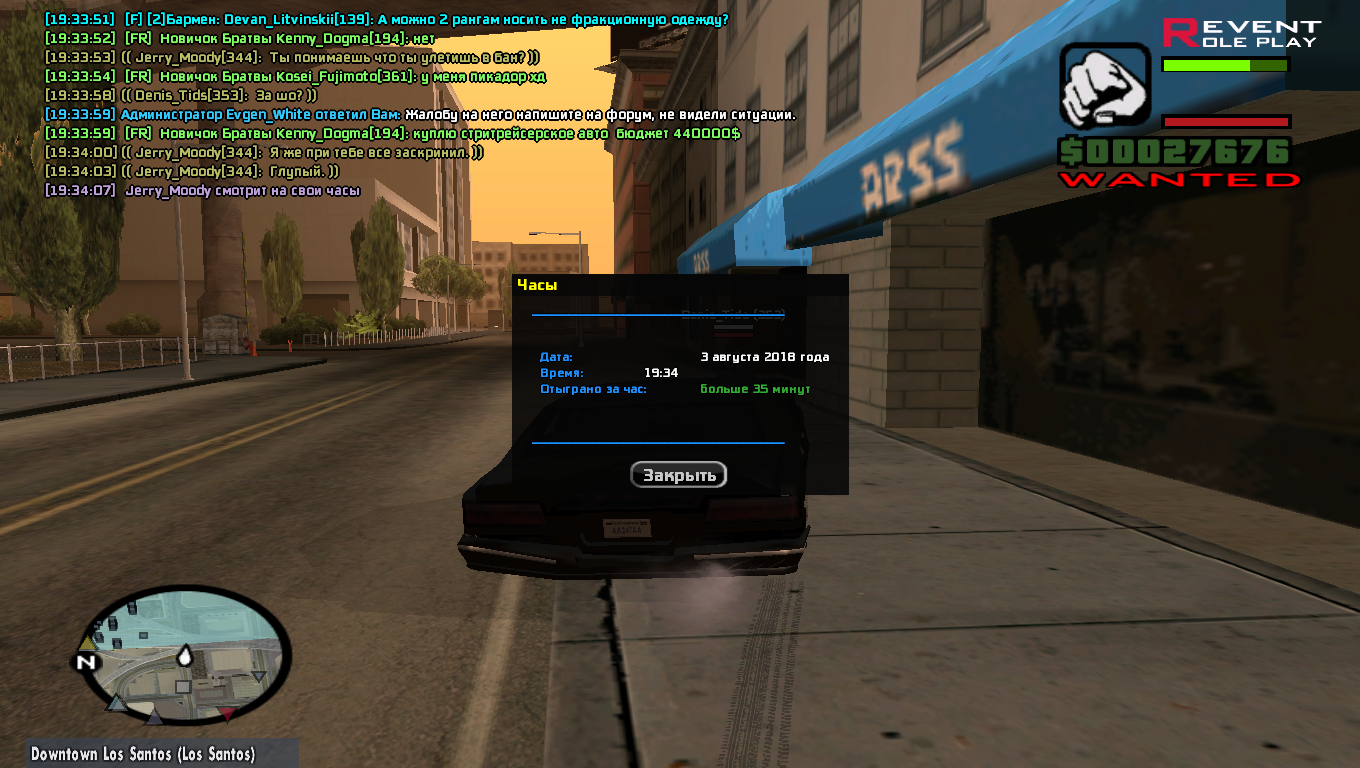 [19:33:51] [F] [2]Бармен: Devan_Litvinskii[139]: А можно 2 рангам носить не фракционную одежду?
[19:33:52] [FR] Новичок Братвы Kenny_Dogma[194]: нет
[19:33:53] (( Jerry_Moody[344]: Ты понимаешь что ты улетишь в бан? ))
[19:33:54] [FR] Новичок Братвы Kosei_Fujimoto[361]: у меня пикадор хд
[19:33:58] (( Denis_Tids[353]: За шо? ))
[19:33:59] Администратор Evgen_White ответил Вам: Жалобу на него напишите на форум, не видели ситуации.
[19:33:59] [FR] Новичок Братвы Kenny_Dogma[194]: куплю стритрейсерское авто бюджет 440000$
[19:34:00] (( Jerry_Moody[344]: Я же при тебе все заскринил. ))
[19:34:03] (( Jerry_Moody[344]: Глупый. ))
[19:34:07] Jerry_Moody смотрит на свои часы
REVENT
ROLE PLAY
$00027676
WANTED
Часы
Denis_Tids (353)
Дата: 3 августа 2018 года
Время: 19:34
Отыграно за час: Больше 35 минут
Закрыть
N
Downtown Los Santos (Los Santos)